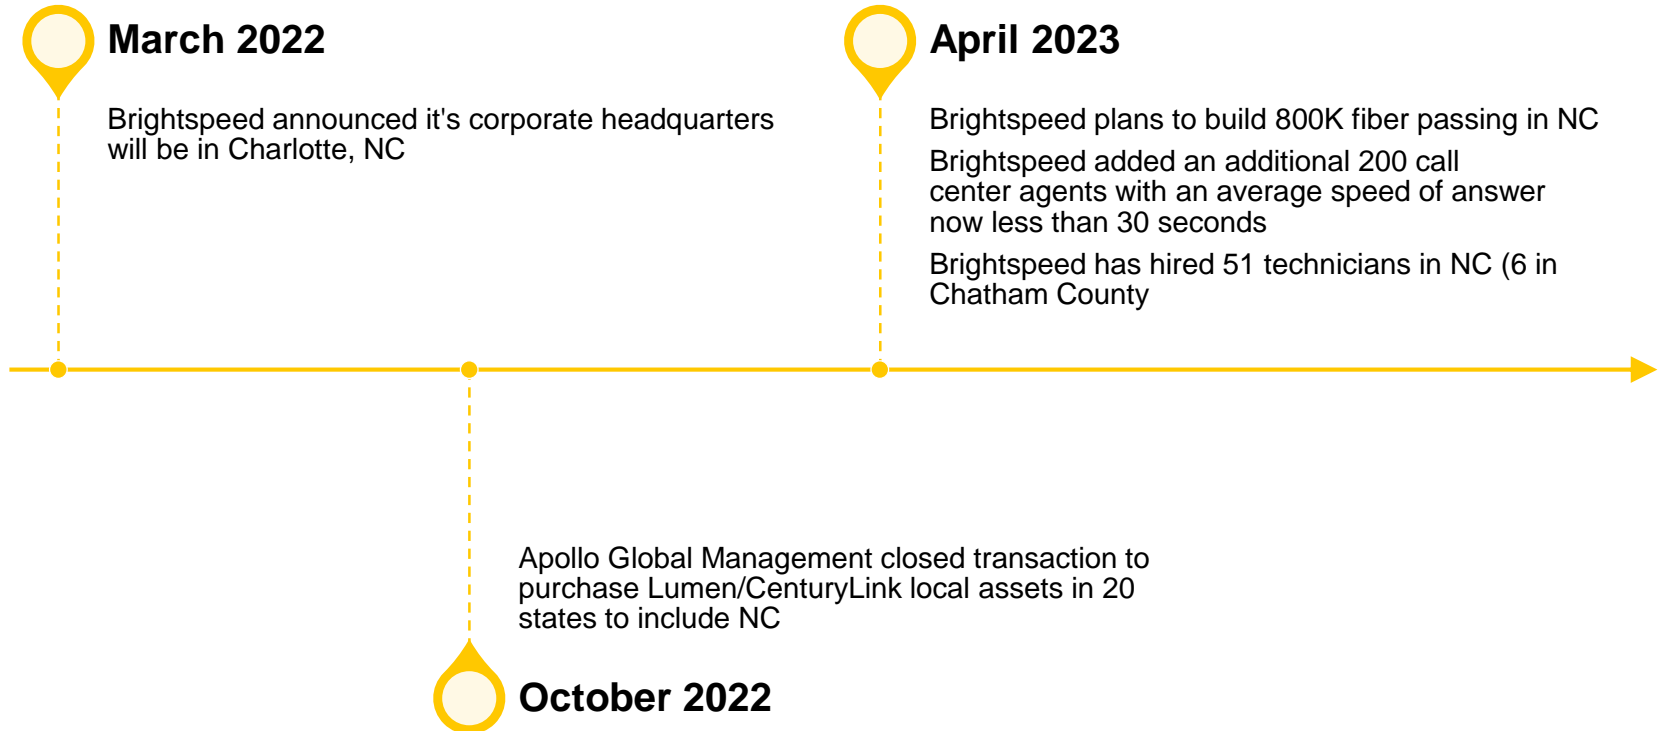 March 2022
Brightspeed announced it's corporate headquarters
will be in Charlotte, NC
April 2023
Brightspeed plans to build 800K fiber passing in NC
Brightspeed added an additional 200 call
center agents with an average speed of answer
now less than 30 seconds
Brightspeed has hired 51 technicians in NC (6 in
Chatham County
Apollo Global Management closed transaction to
purchase Lumen/CenturyLink local assets in 20
states to include NC
October 2022